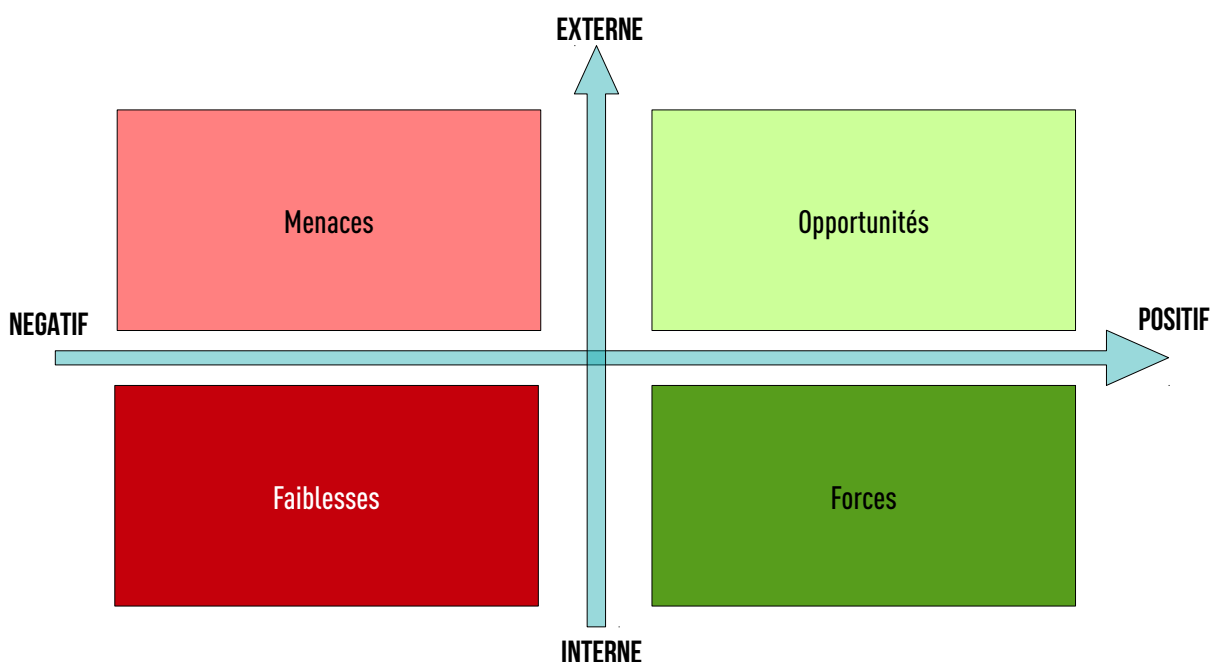 EXTERNE
Menaces
Opportunités
NEGATIF
POSITIF
Faiblesses
Forces
INTERNE